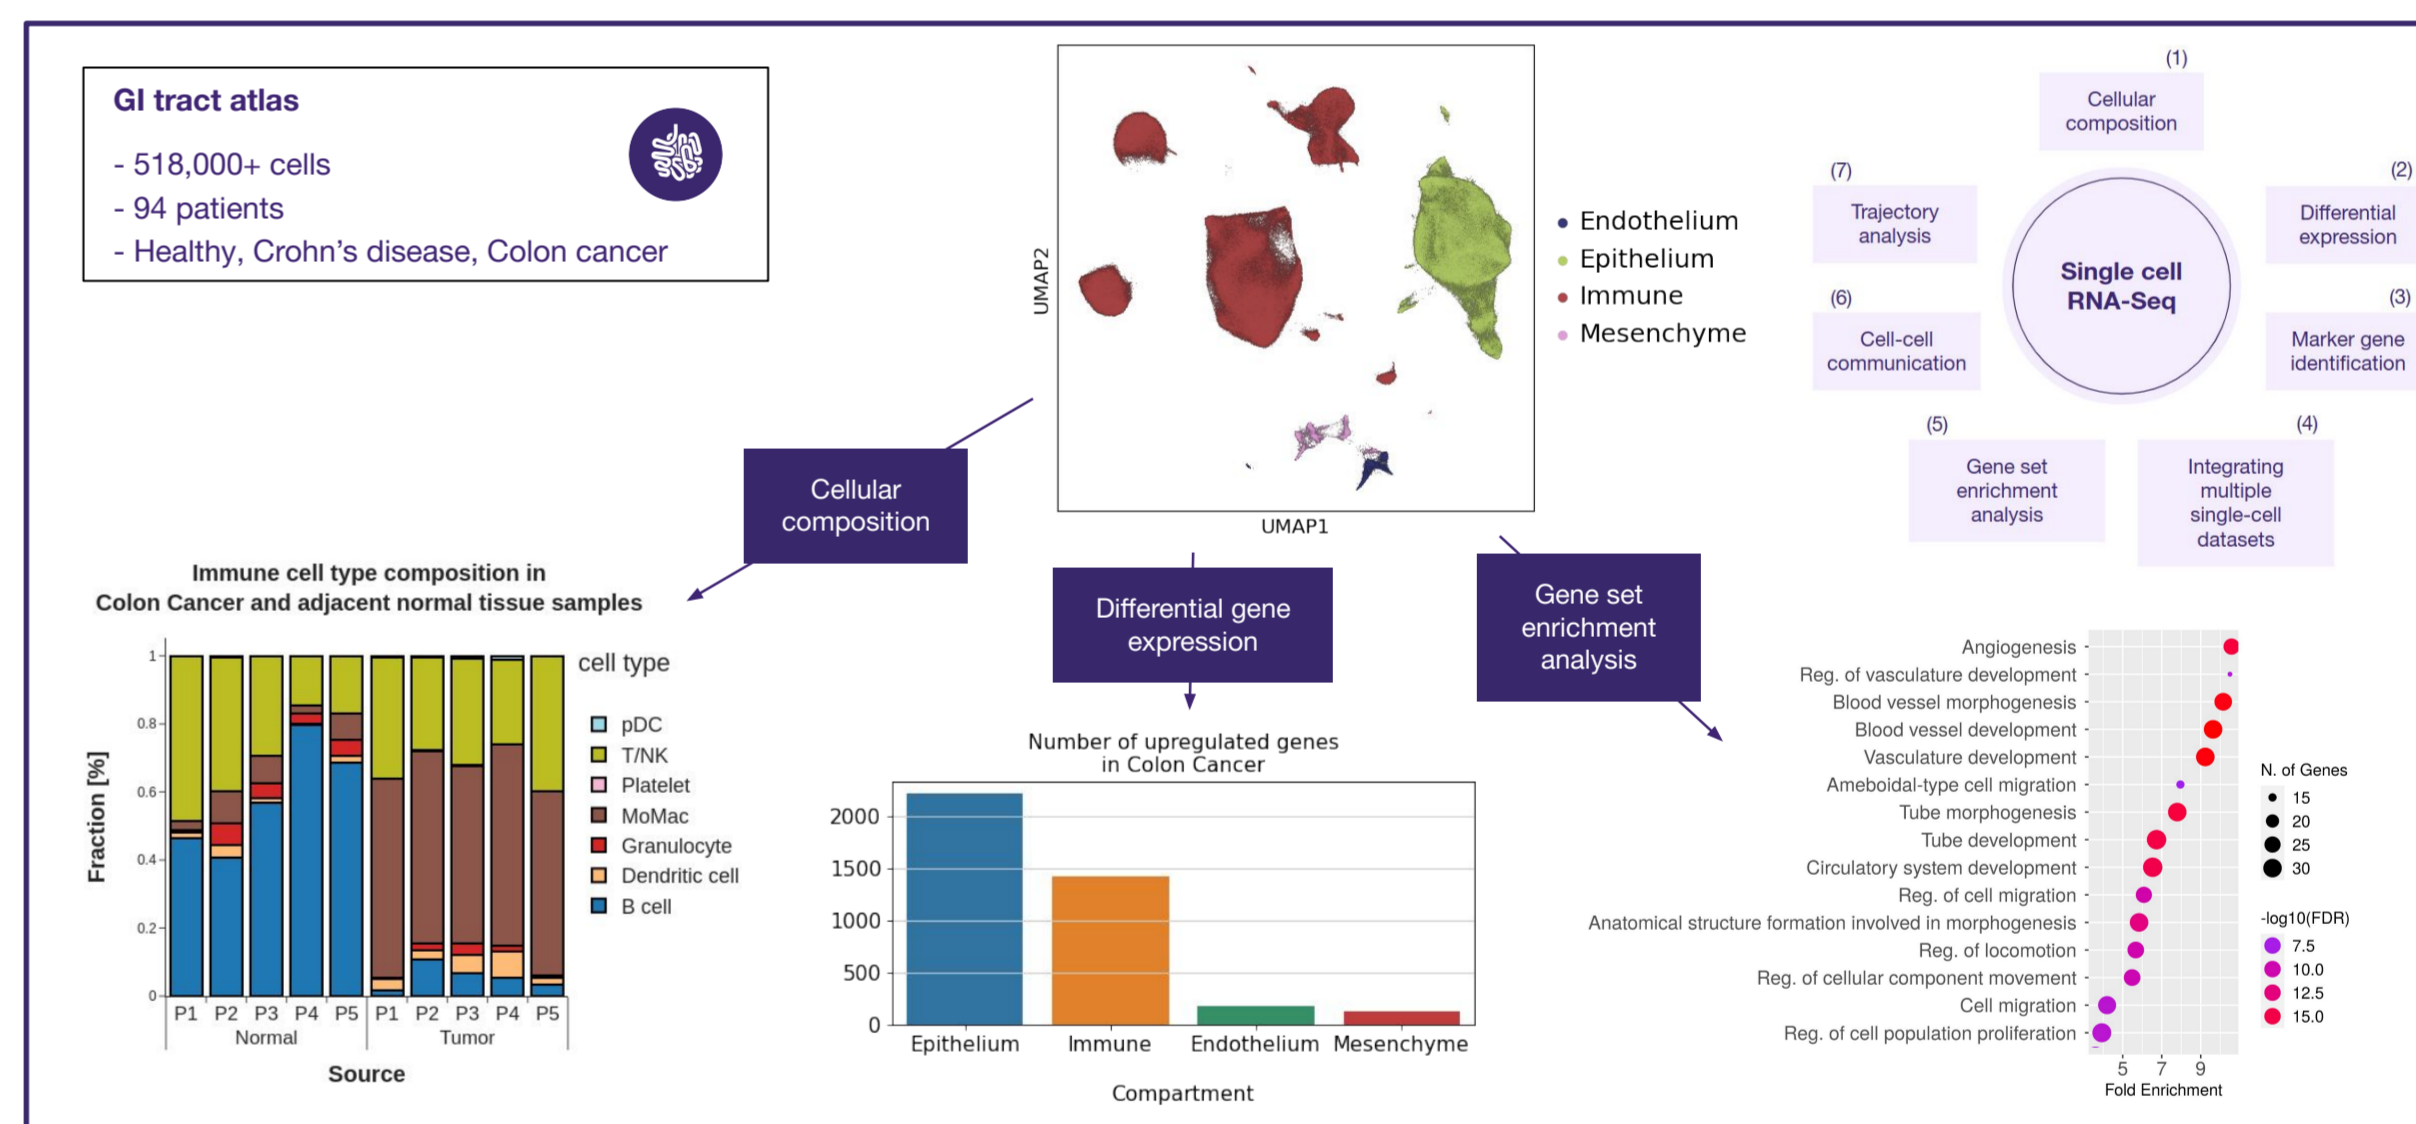 GI tract atlas
- 518,000+ cells
- 94 patients
- Healthy, Crohn's disease, Colon cancer
UMAP2
UMAP1
Endothelium
Epithelium
Immune
Mesenchyme
(1)
Cellular
composition
(2)
Differential
expression
(3)
Marker gene
identification
(4)
Integrating
multiple
single-cell
datasets
(5)
Gene set
enrichment
analysis
(6)
Cell-cell
communication
(7)
Trajectory
analysis
Single cell
RNA-Seq
Cellular
composition
Differential gene
expression
Gene set
enrichment
analysis
Immune cell type composition in
Colon Cancer and adjacent normal tissue samples
Fraction [%]
1
0.8
0.6
0.4
0.2
0
P1 P2 P3 P4 P5 P1 P2 P3 P4 P5
Normal Tumor
Source
cell type
pDC
T/NK
Platelet
MoMac
Granulocyte
Dendritic cell
B cell
Number of upregulated genes
in Colon Cancer
2000
1500
1000
500
0
Epithelium Immune Endothelium Mesenchyme
Compartment
Angiogenesis
Reg. of vasculature development
Blood vessel morphogenesis
Blood vessel development
Vasculature development
Ameboidal-type cell migration
Tube morphogenesis
Tube development
Circulatory system development
Reg. of cell migration
Anatomical structure formation involved in morphogenesis
Reg. of locomotion
Reg. of cellular component movement
Cell migration
Reg. of cell population proliferation
5 7 9
Fold Enrichment
N. of Genes
15
20
25
30
-log10(FDR)
7.5
10.0
12.5
15.0